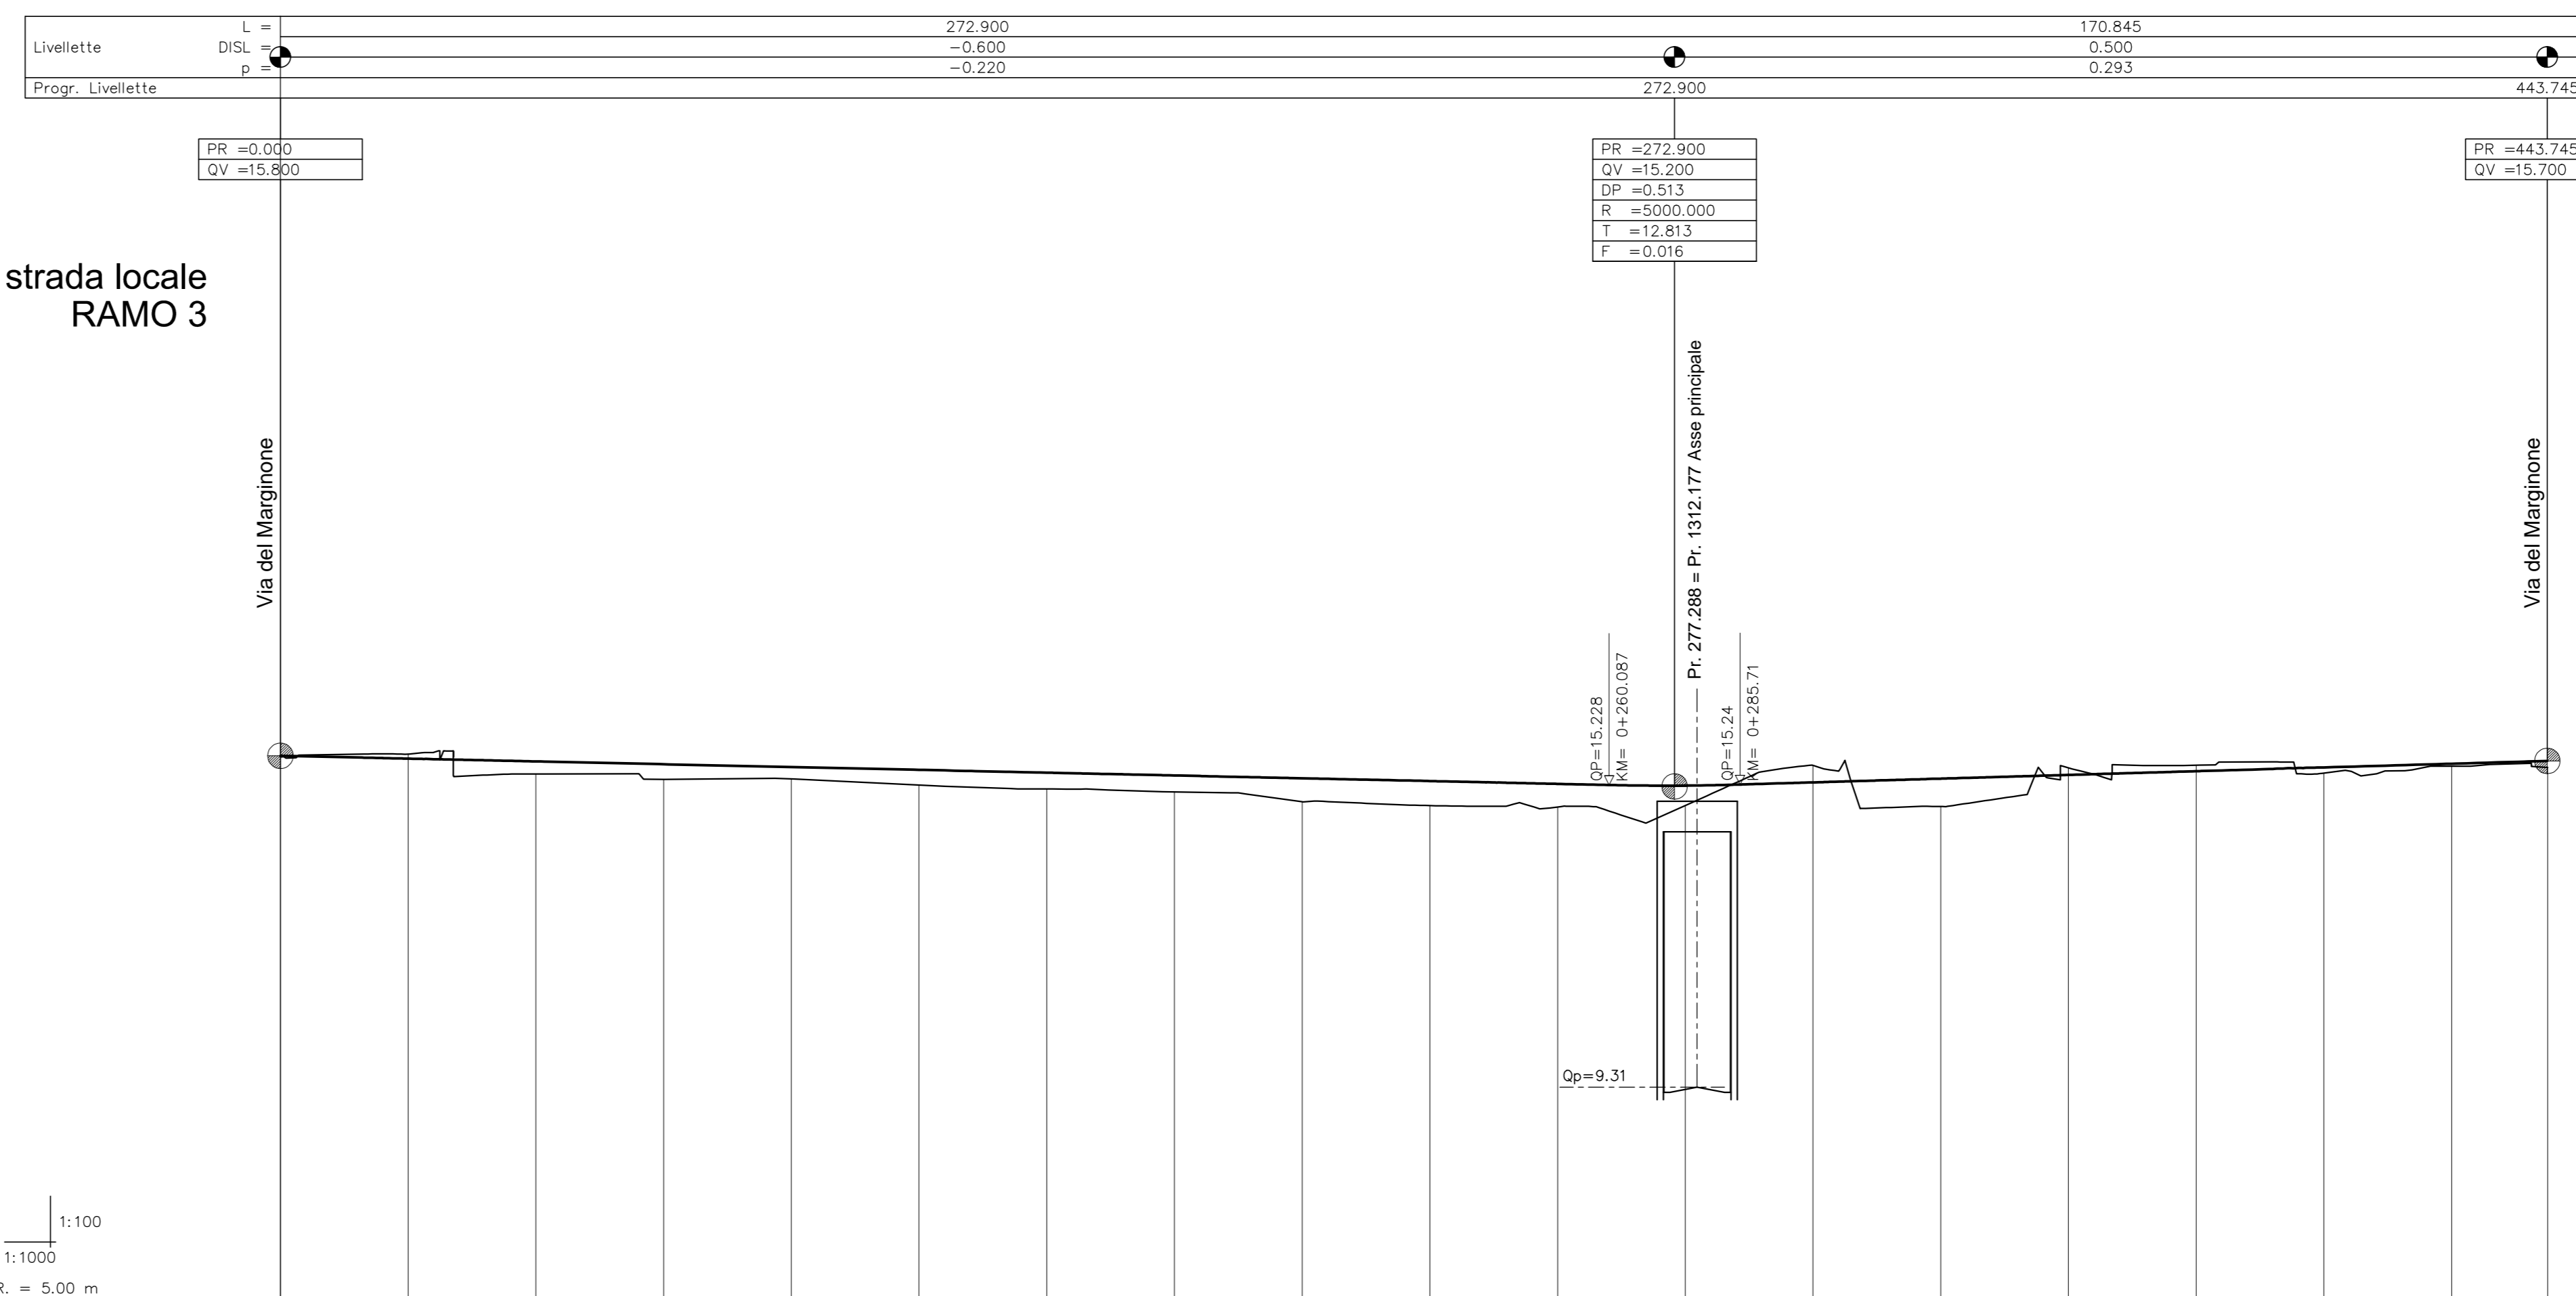 L = 272.900 170.845
Livellette DISL = -0.600 0.500
p = -0.220 0.293
Progr. Livellette 272.900 443.745
PR =0.000
QV =15.800
PR =272.900
QV =15.200
DP =0.513
R =5000.000
T =12.813
F =0.016
PR =443.745
QV =15.700
strada locale
RAMO 3
Via del Marginone
QP=15.228
KM= 0+260.087
Pr. 277.288 = Pr. 1312.177 Asse principale
QP=15.24
KM= 0+285.71
Via del Marginone
Qp=9.31
1:100
1:1000
R. = 5.00 m